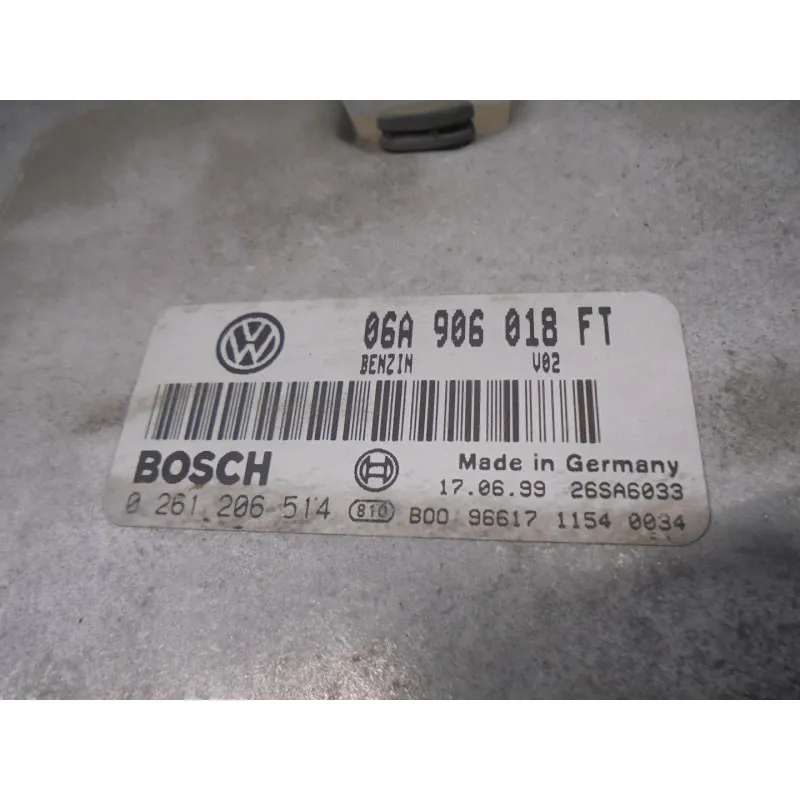 VW 06A 906 018 FT
BENZIN V02
BOSCH Made in Germany
17.06.99 26SA6033
0 261 206 514 810 B00 96617 1154 0034